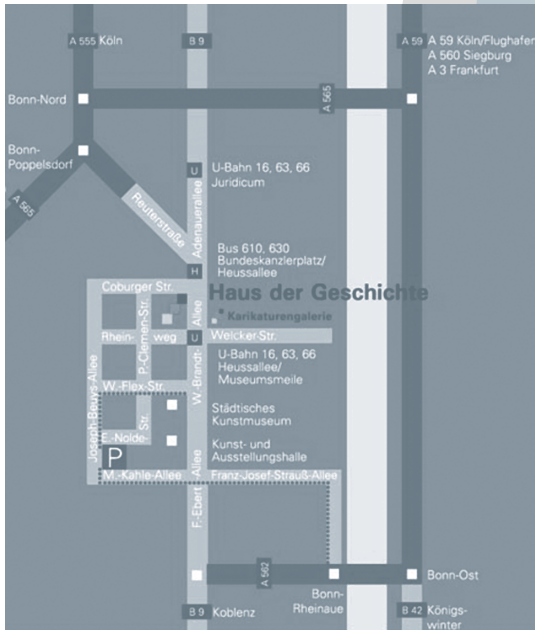 A 555 Köln
B 9
A 59
A 59 Köln/Flughafen
A 560 Siegburg
A 3 Frankfurt
Bonn-Nord
A 565
Bonn-
Poppelsdorf
U
U-Bahn 16, 63, 66
Juridicum
A 565
Reuterstraße
Adenauerallee
Bus 610, 630
Bundeskanzlerplatz/
Heussallee
H
Coburger Str.
Haus der Geschichte
Karikaturengalerie
P.-Clemen-Str.
Allee
Rhein- weg
U
Welcker-Str.
Joseph-Beuys-Allee
W.-Brandt-
U-Bahn 16, 63, 66
Heussallee/
Museumsmeile
W.-Flex-Str.
Städtisches
Kunstmuseum
Str.
E.-Nolde-
Kunst- und
Ausstellungshalle
P
Allee
M.-Kahle-Allee
Franz-Josef-Strauß-Allee
F.-Ebert
A 562
Bonn-Ost
Bonn-
Rheinaue
B 9 Koblenz
B 42 Königs-
winter